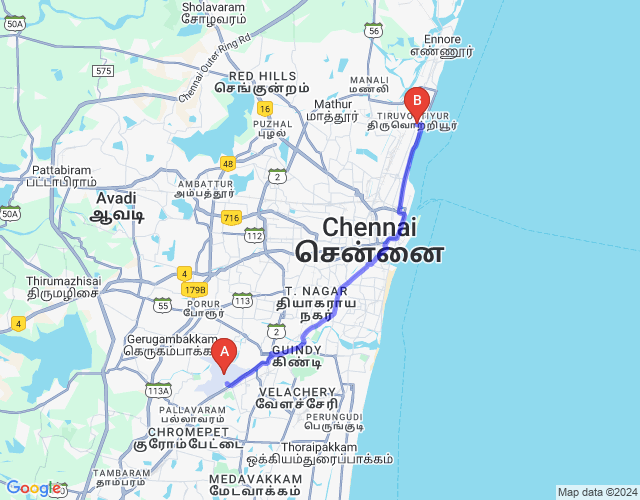 Sholavaram
சோழவரம்
50A
Chennai Outer Ring Rd
56
Ennore
எண்ணூர்
575
RED HILLS
செங்குன்றம்
MANALI
மணலி
16
Mathur
மாத்தூர்
B
TIRUVOTTIYUR
திருவொற்றியூர்
PUZHAL
புழல்
Pattabiram
பட்டாபிராம்
48
2
AMBATTUR
அம்பத்தூர்
Avadi
ஆவடி
50A
716
112
Chennai
சென்னை
4
Thirumazhisai
திருமழிசை
179B
113
T. NAGAR
தியாகராய
நகர்
55
PORUR
போரூர்
4
2
Gerugambakkam
கெருகம்பாக்க
A
GUINDY
கிண்டி
113A
VELACHERY
வேளச்சேரி
PALLAVARAM
பல்லாவரம்
PERUNGUDI
பெருங்குடி
CHROMEPET
குரோம்பேட்டை
Thoraipakkam
ஒக்கியம்துரைப்பாக்கம்
TAMBARAM
தாம்பரம்
MEDAVAKKAM
மேடவாக்கம்
Google
Map data ©2024